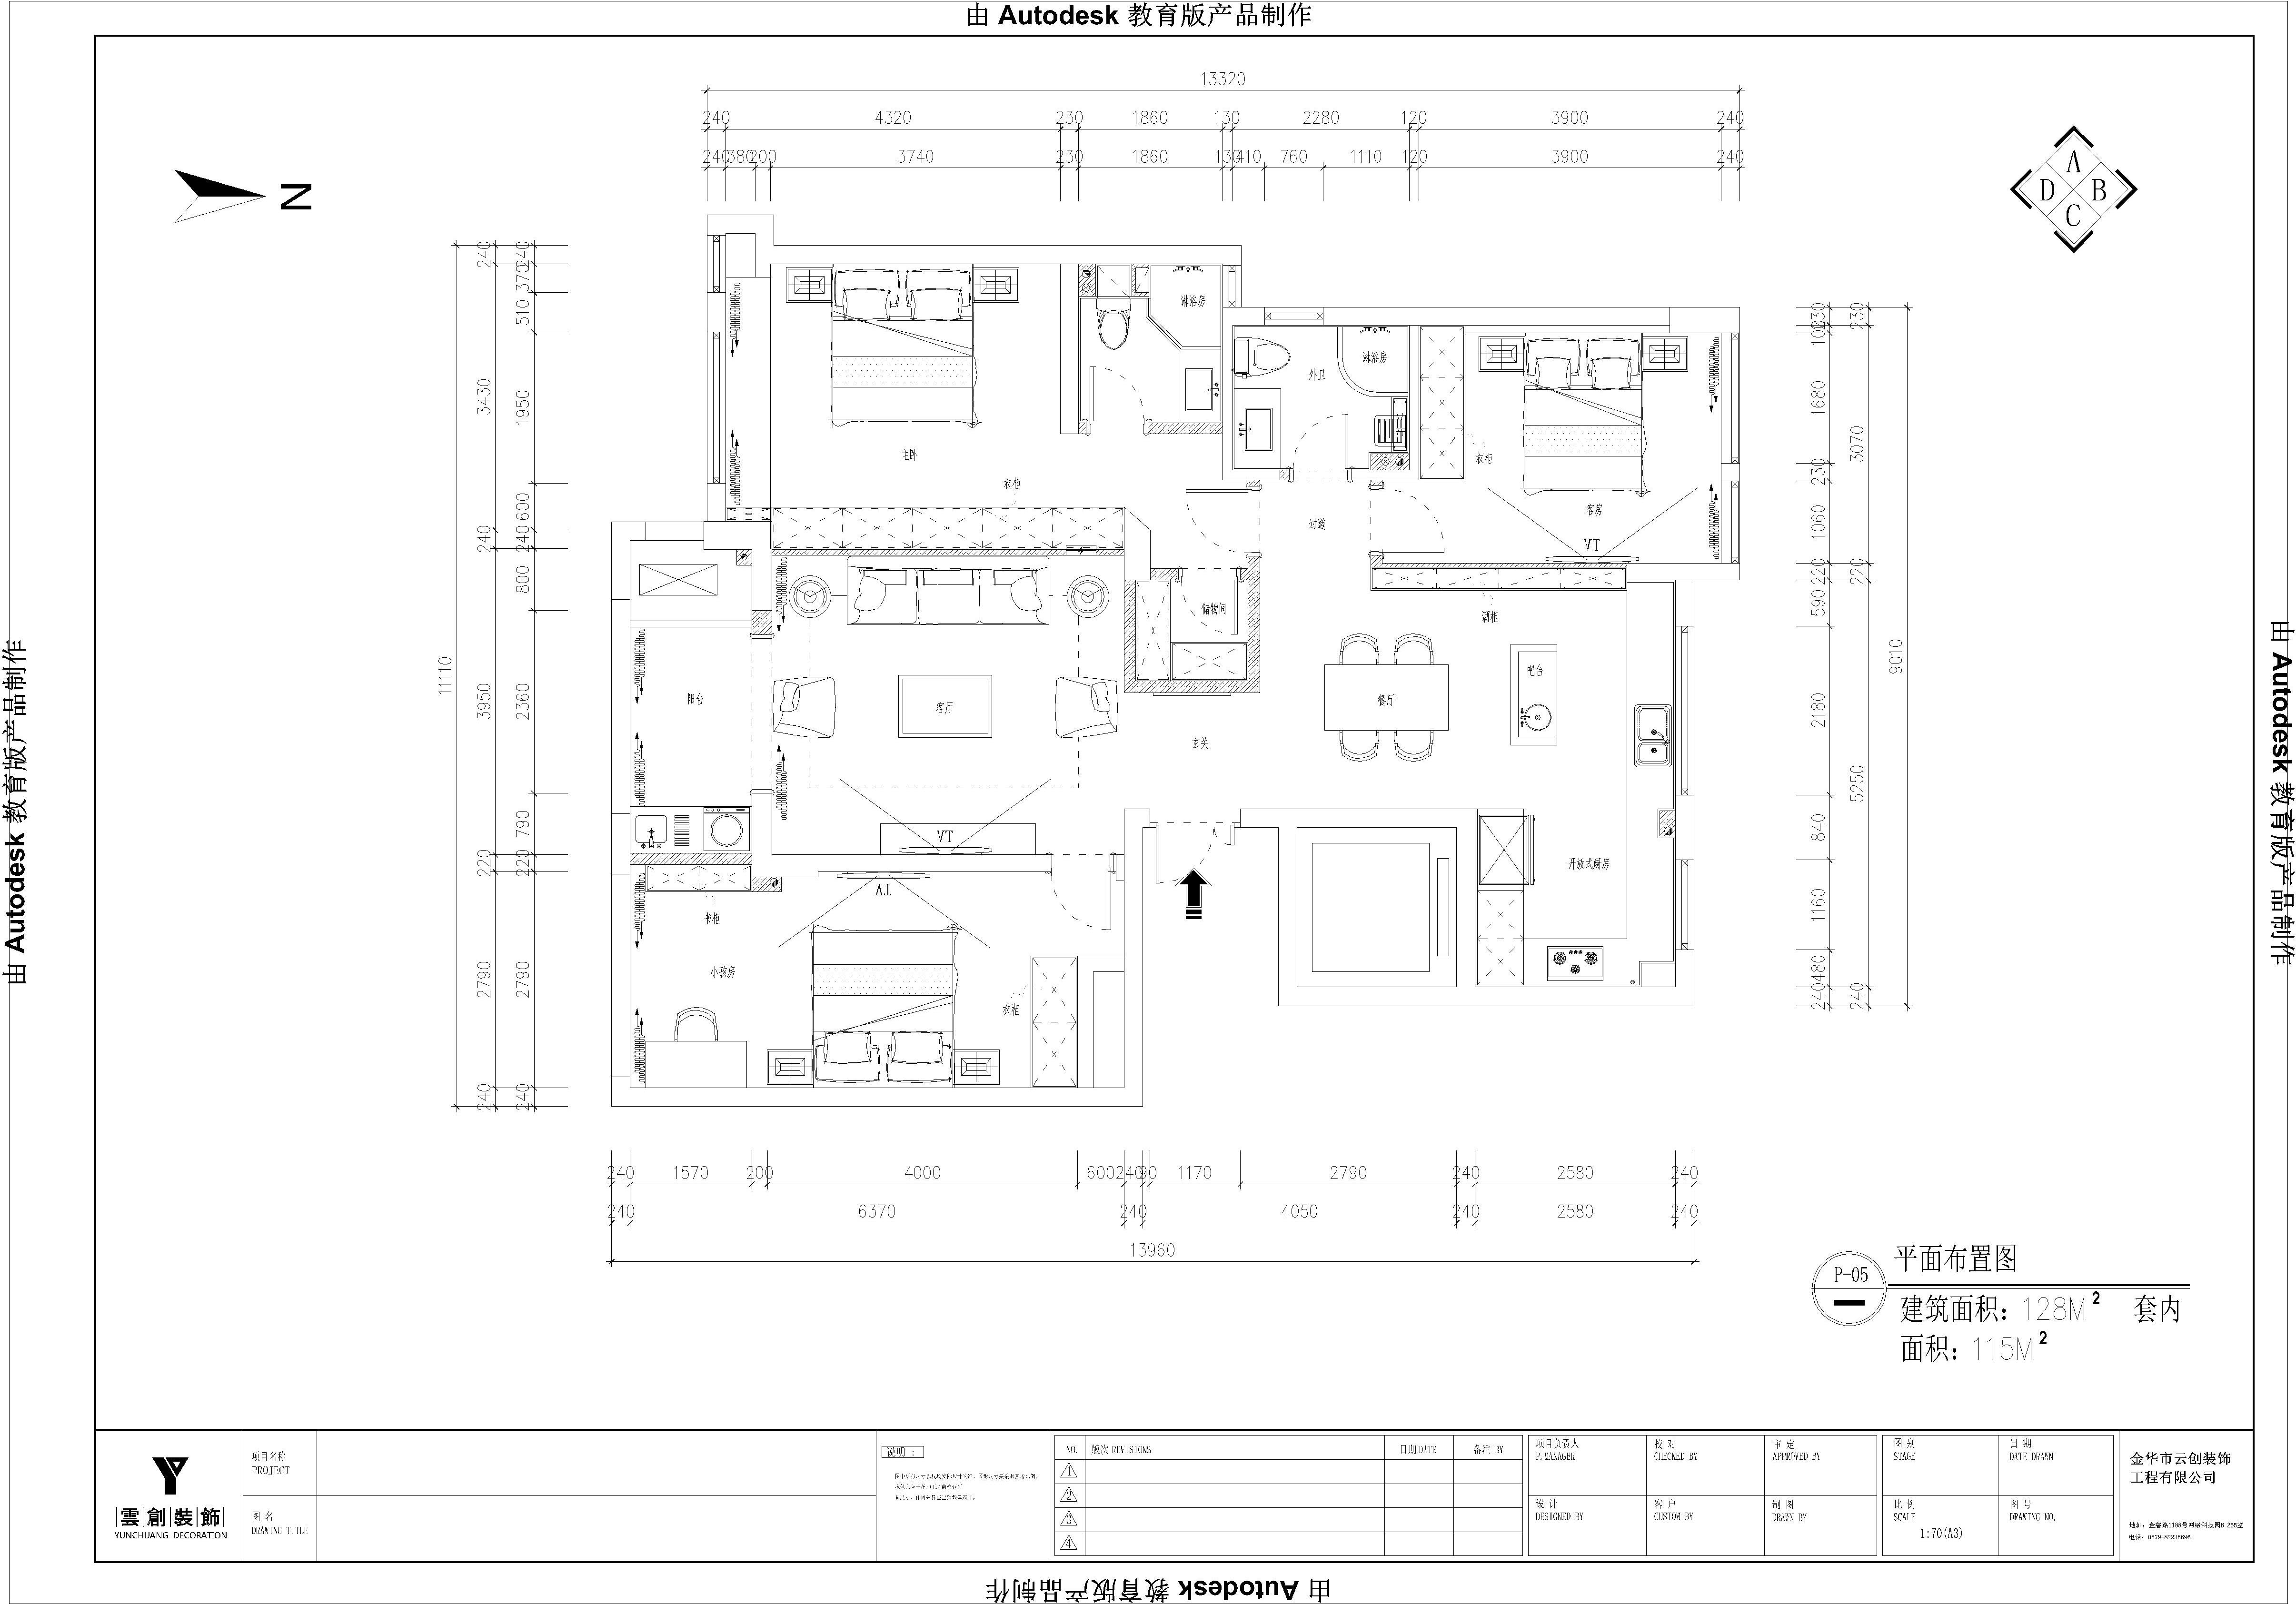 由 Autodesk 教育版产品制作
13320
240 4320 230 1860 130 2280 120 3900 240
240 380 200 3740 230 1860 130 410 760 1110 120 3900 240
N
A
D B
C
11110
240 3430 240 3950 220 2790 240
240 370 510 1950 600 240 800 2360 790 220 2790 240
230 120 10 1680 230 1060 220 590 2180 840 1160 480 240
230 3070 220 5250 240
9010
淋浴房
淋浴房
外卫
主卧
衣柜
衣柜
客房
过道
VT
储物间
酒柜
吧台
阳台
客厅
餐厅
玄关
VT
开放式厨房
TV
书柜
小孩房
衣柜
240 1570 200 4000 600 240 90 1170 2790 240 2580 240
240 6370 240 4050 240 2580 240
13960
P-05
平面布置图
建筑面积：128M² 套内
面积：115M²
由 Autodesk 教育版产品制作
由 Autodesk 教育版产品制作
雲創裝飾
YUNCHUANG DECORATION
项目名称
PROJECT
图 名
DRAWING TITLE
说明：
NO. 版次 REVISIONS 日期 DATE 备注 BY
1
2
3
4
项目负责人
P.MANAGER
校 对
CHECKED BY
审 定
APPROVED BY
图 别
STAGE
日 期
DATE DRAWN
设 计
DESIGNED BY
客 户
CUSTOM BY
制 图
DRAWN BY
比 例
SCALE
1:70(A3)
图 号
DRAWING NO.
金华市云创装饰
工程有限公司
由 Autodesk 教育版产品制作